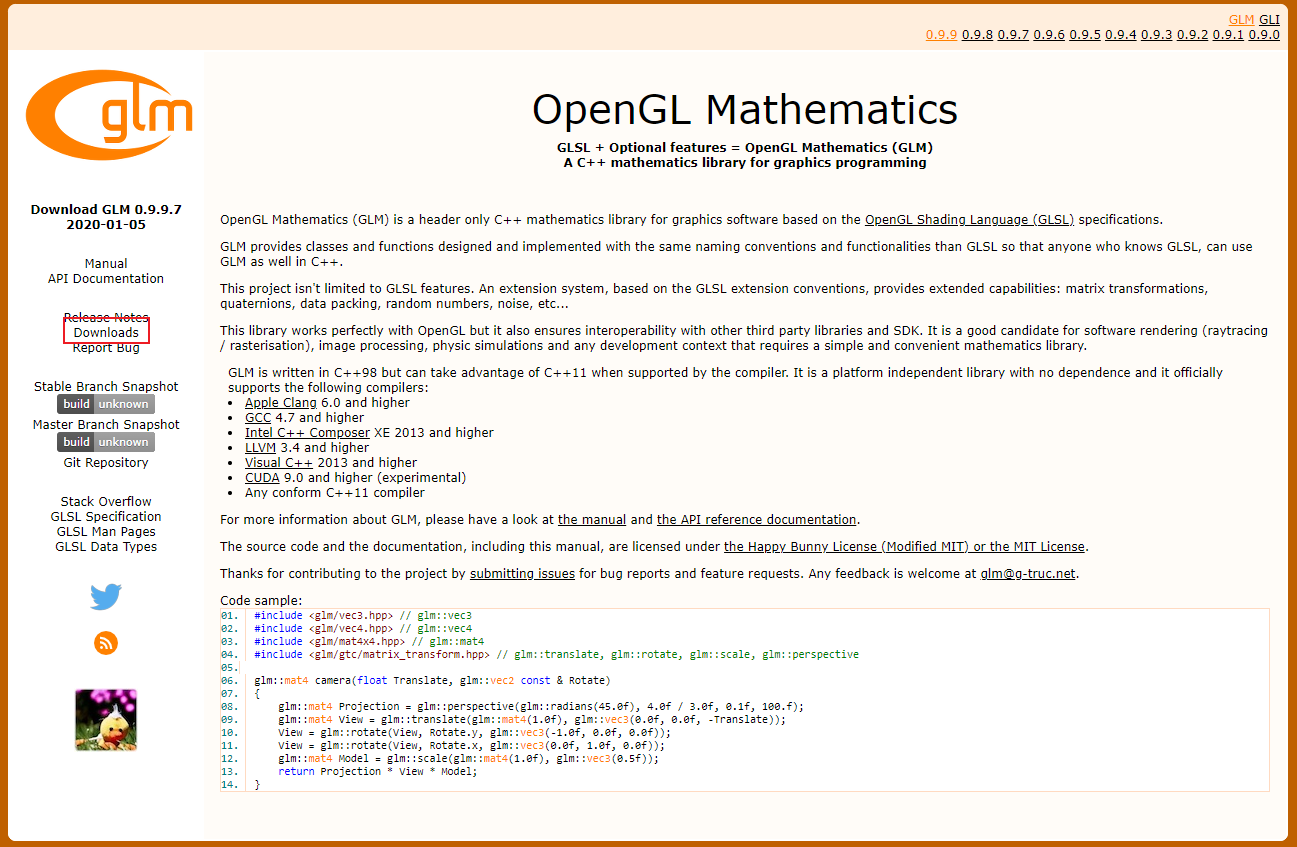 GLM GLI
0.9.9 0.9.8 0.9.7 0.9.6 0.9.5 0.9.4 0.9.3 0.9.2 0.9.1 0.9.0
glm
Download GLM 0.9.9.7
2020-01-05
Manual
API Documentation
Release Notes
Downloads
Report Bug
Stable Branch Snapshot
build unknown
Master Branch Snapshot
build unknown
Git Repository
Stack Overflow
GLSL Specification
GLSL Man Pages
GLSL Data Types
OpenGL Mathematics
GLSL + Optional features = OpenGL Mathematics (GLM)
A C++ mathematics library for graphics programming
OpenGL Mathematics (GLM) is a header only C++ mathematics library for graphics software based on the OpenGL Shading Language (GLSL) specifications.
GLM provides classes and functions designed and implemented with the same naming conventions and functionalities than GLSL so that anyone who knows GLSL, can use
GLM as well in C++.
This project isn't limited to GLSL features. An extension system, based on the GLSL extension conventions, provides extended capabilities: matrix transformations,
quaternions, data packing, random numbers, noise, etc...
This library works perfectly with OpenGL but it also ensures interoperability with other third party libraries and SDK. It is a good candidate for software rendering (raytracing
/ rasterisation), image processing, physic simulations and any development context that requires a simple and convenient mathematics library.
GLM is written in C++98 but can take advantage of C++11 when supported by the compiler. It is a platform independent library with no dependence and it officially
supports the following compilers:
• Apple Clang 6.0 and higher
• GCC 4.7 and higher
• Intel C++ Composer XE 2013 and higher
• LLVM 3.4 and higher
• Visual C++ 2013 and higher
• CUDA 9.0 and higher (experimental)
• Any conform C++11 compiler
For more information about GLM, please have a look at the manual and the API reference documentation.
The source code and the documentation, including this manual, are licensed under the Happy Bunny License (Modified MIT) or the MIT License.
Thanks for contributing to the project by submitting issues for bug reports and feature requests. Any feedback is welcome at glm@g-truc.net.
Code sample:
01. #include <glm/vec3.hpp> // glm::vec3
02. #include <glm/vec4.hpp> // glm::vec4
03. #include <glm/mat4x4.hpp> // glm::mat4
04. #include <glm/gtc/matrix_transform.hpp> // glm::translate, glm::rotate, glm::scale, glm::perspective
05.
06. glm::mat4 camera(float Translate, glm::vec2 const & Rotate)
07. {
08. glm::mat4 Projection = glm::perspective(glm::radians(45.0f), 4.0f / 3.0f, 0.1f, 100.f);
09. glm::mat4 View = glm::translate(glm::mat4(1.0f), glm::vec3(0.0f, 0.0f, -Translate));
10. View = glm::rotate(View, Rotate.y, glm::vec3(-1.0f, 0.0f, 0.0f));
11. View = glm::rotate(View, Rotate.x, glm::vec3(0.0f, 1.0f, 0.0f));
12. glm::mat4 Model = glm::scale(glm::mat4(1.0f), glm::vec3(0.5f));
13. return Projection * View * Model;
14. }